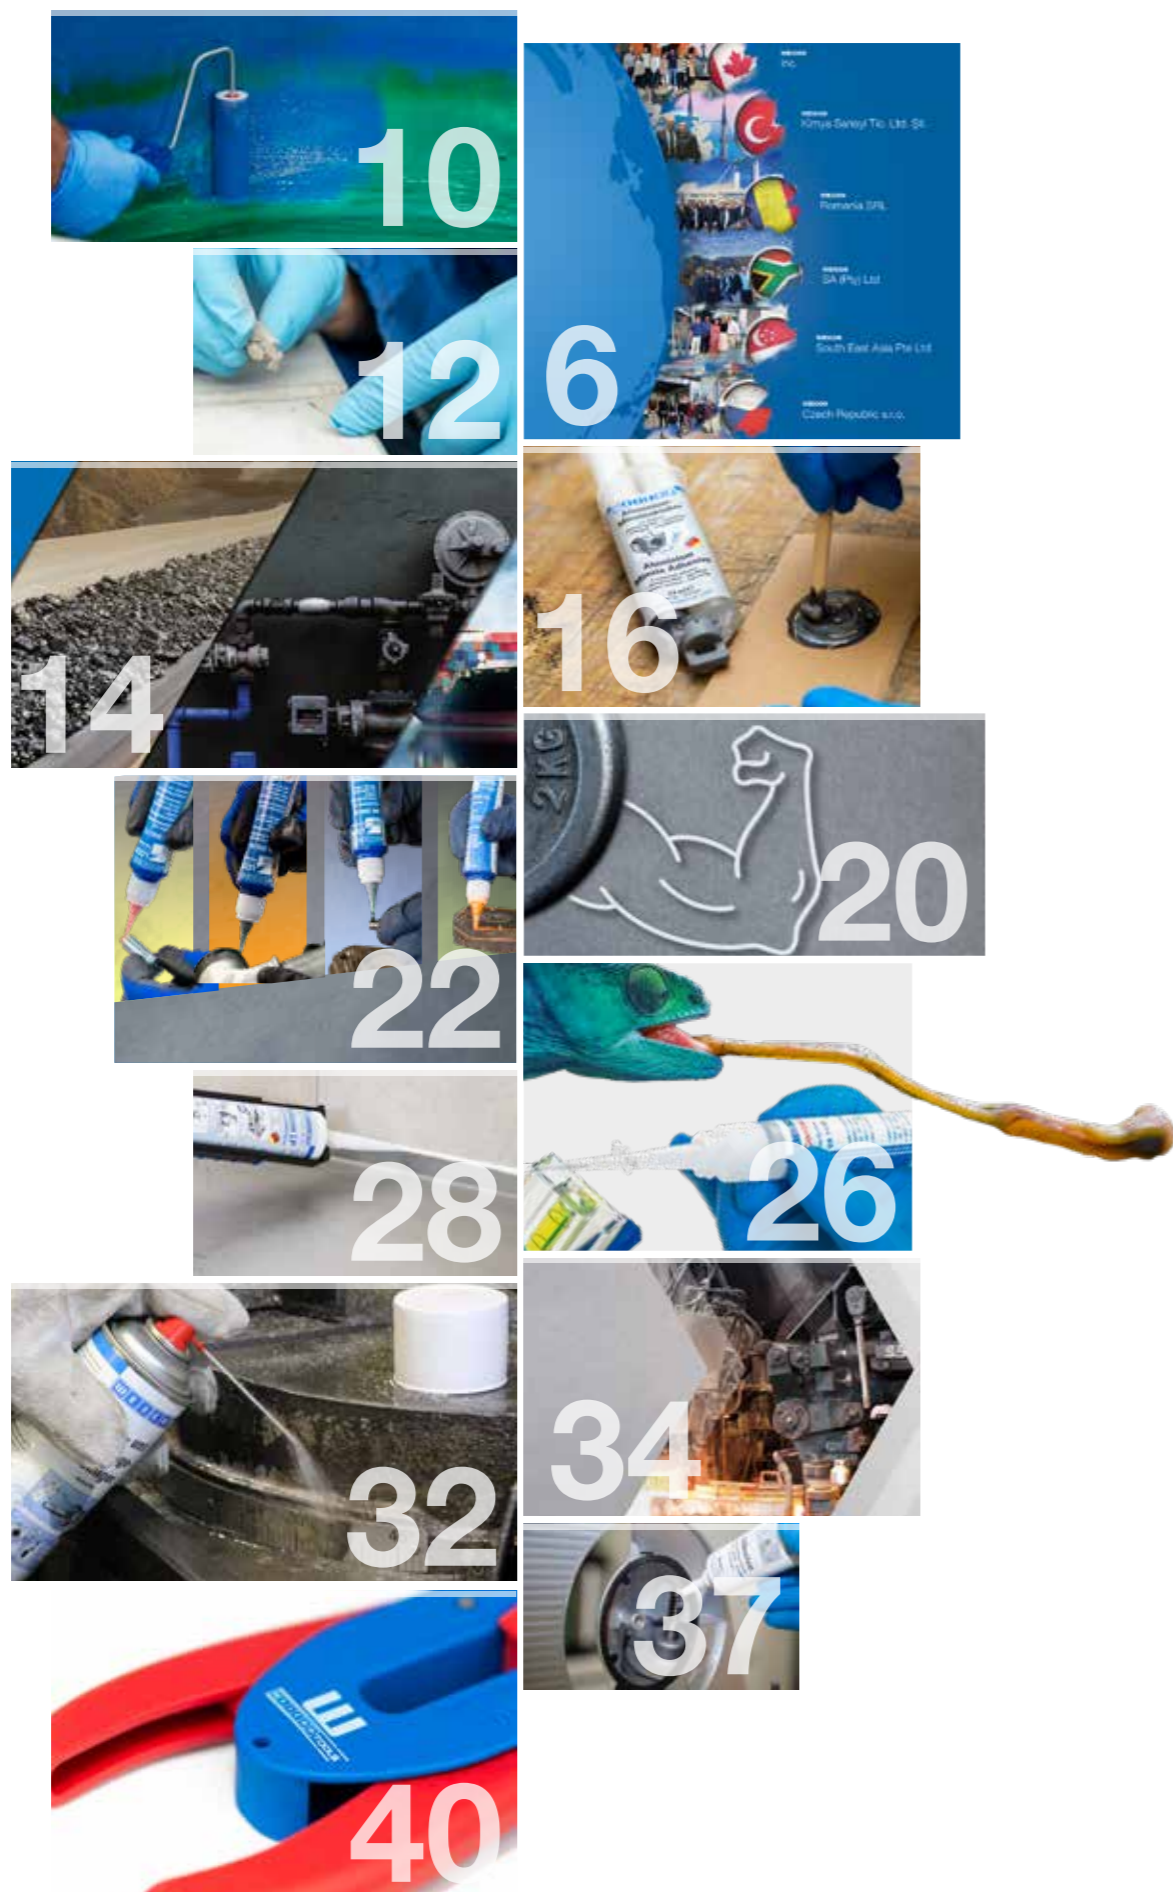 10
6
Inc.
Kimya Sanayi Tic. Ltd. Şti.
Romania SRL
SA (Pty) Ltd
South East Asia Pte Ltd
Czech Republic s.r.o.
12
14
16
2KG
20
22
26
28
32
34
37
40